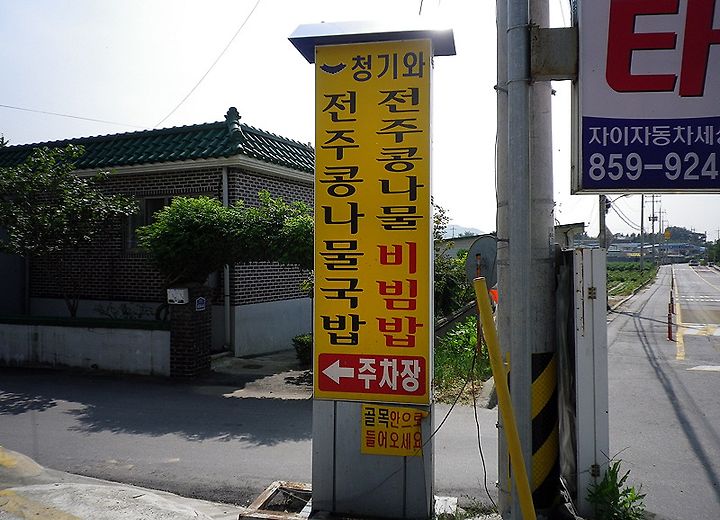 청기와
전주콩나물국밥
전주콩나물비빔밥
주차장
골목안으로
들어오세요
자이자동차세
859-924